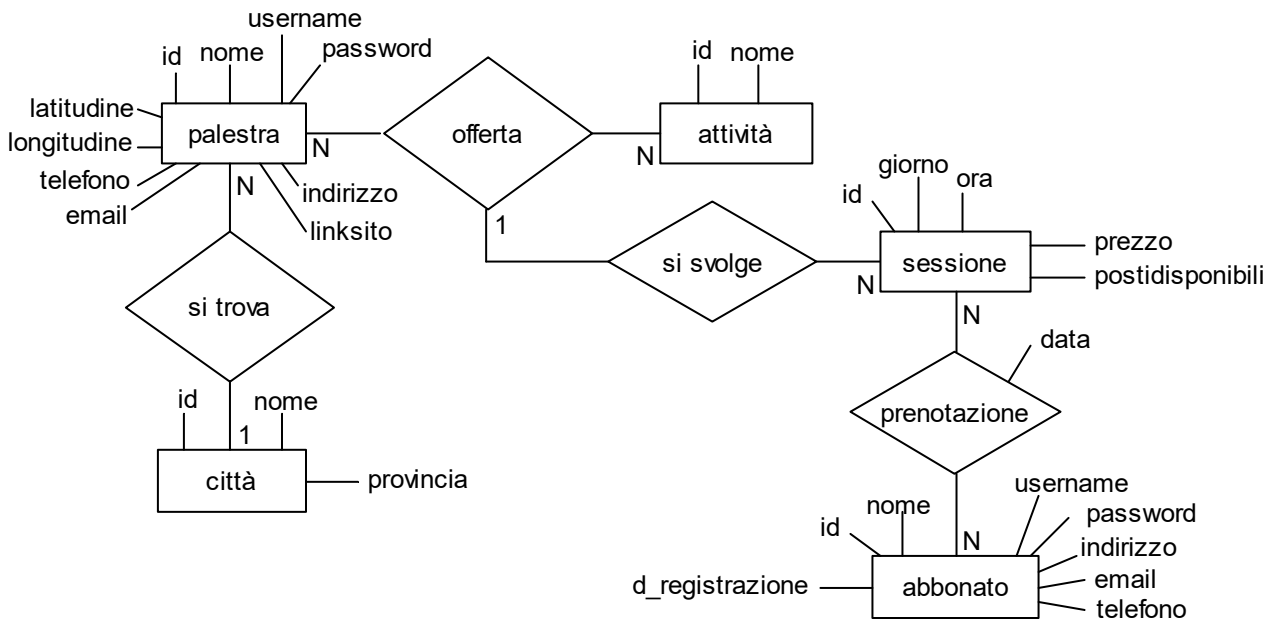 username
id
nome
password
id
nome
latitudine
palestra
offerta
attività
longitudine
N
N
telefono
N
indirizzo
giorno
ora
email
id
linksito
1
prezzo
si svolge
sessione
postidisponibili
N
si trova
N
data
id
nome
prenotazione
1
città
provincia
username
nome
password
id
N
indirizzo
d_registrazione
abbonato
email
telefono